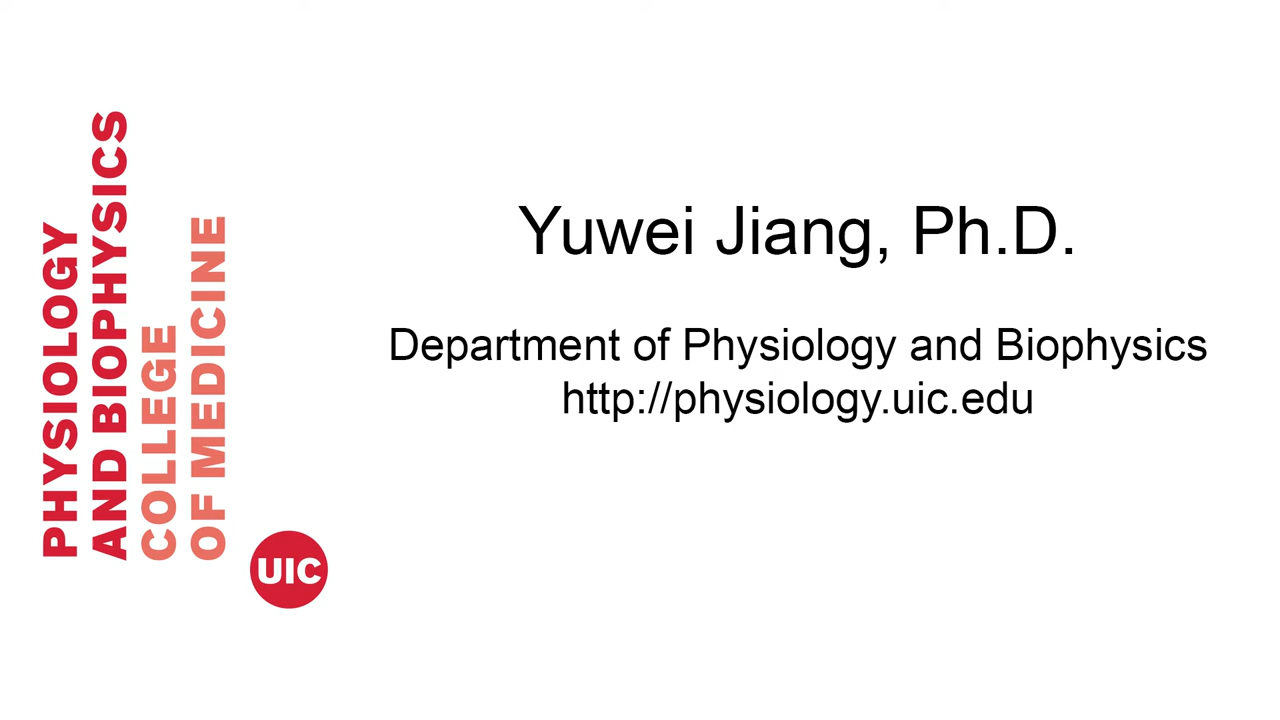 PHYSIOLOGY
AND BIOPHYSICS
COLLEGE
OF MEDICINE
UIC
Yuwei Jiang, Ph.D.
Department of Physiology and Biophysics
http://physiology.uic.edu